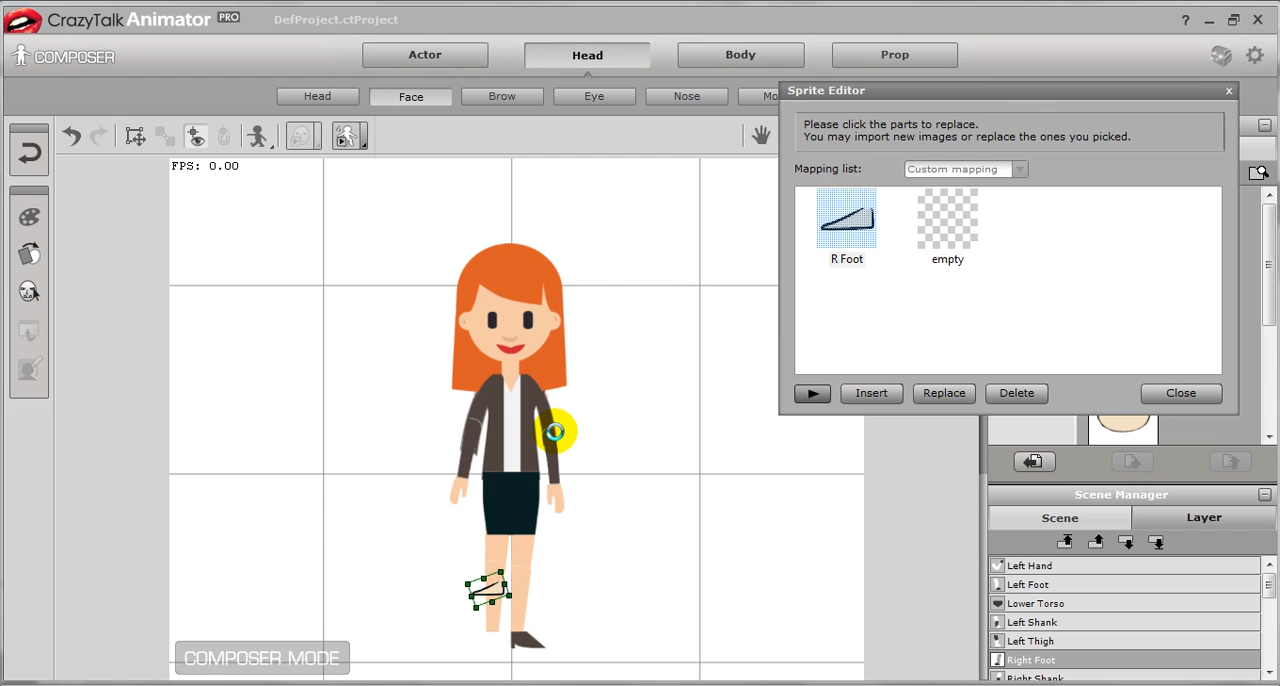 CrazyTalk Animator PRO
DefProject.ctProject
COMPOSER
Actor
Head
Body
Prop
Head
Face
Brow
Eye
Nose
Mo
Sprite Editor
x
Please click the parts to replace.
You may import new images or replace the ones you picked.
Mapping list:
Custom mapping
R Foot
empty
Insert
Replace
Delete
Close
FPS: 0.00
COMPOSER MODE
Scene Manager
Scene
Layer
Left Hand
Left Foot
Lower Torso
Left Shank
Left Thigh
Right Foot
Right Shank